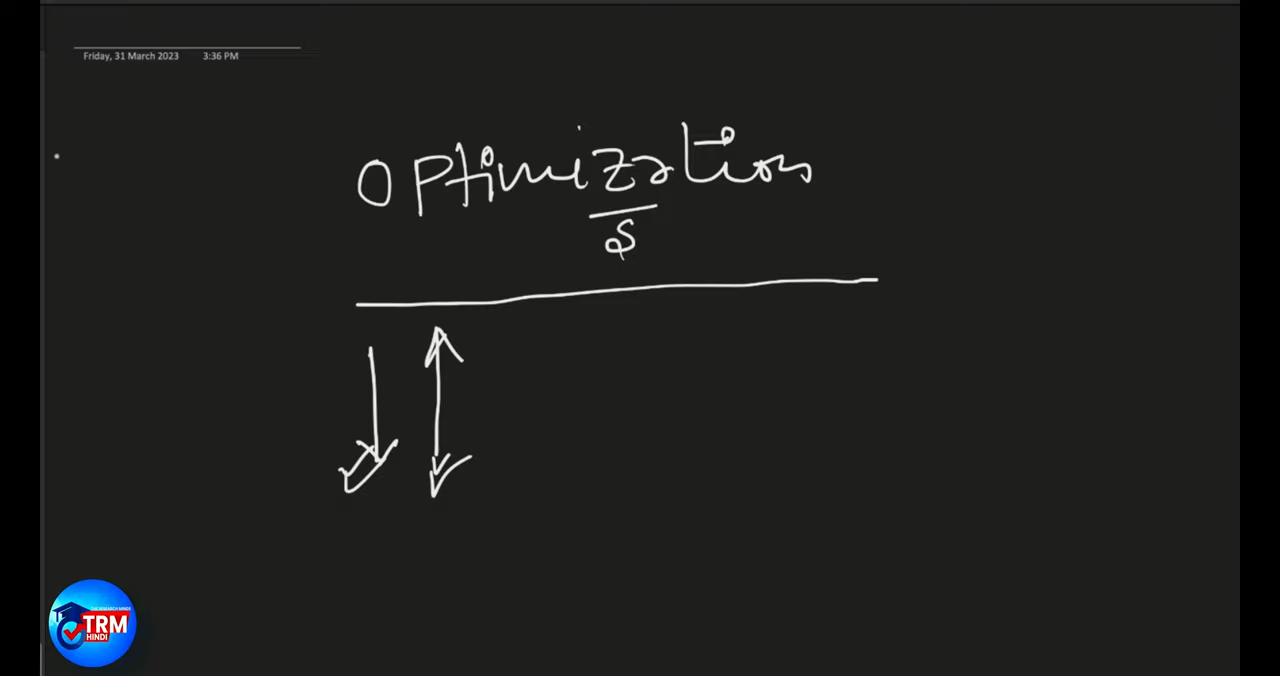 Friday, 31 March 2023 3:36 PM
Optimization
S
TRM
HINDI